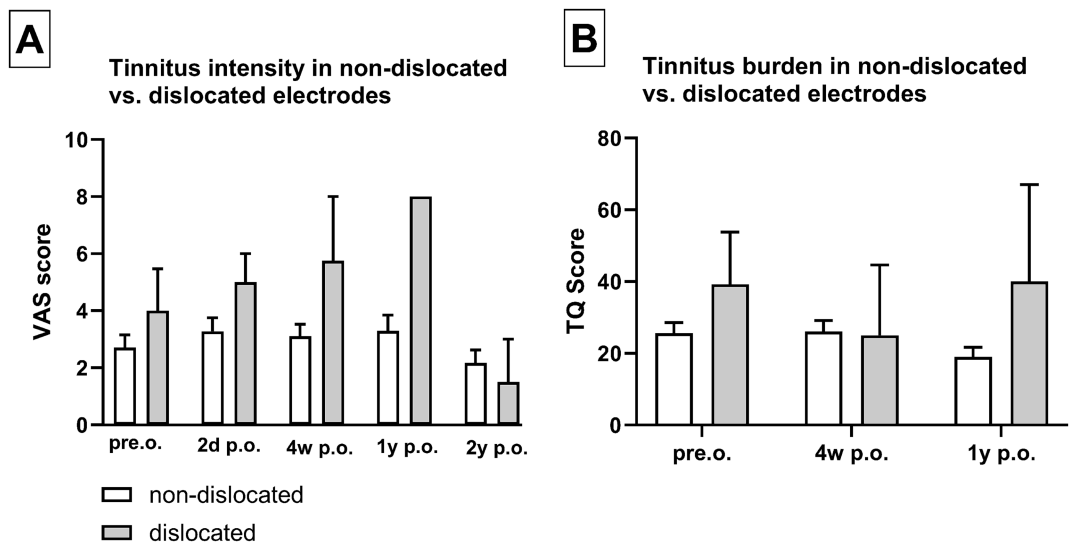 A
Tinnitus intensity in non-dislocated
vs. dislocated electrodes
VAS score
10
8
6
4
2
0
pre.o.
2d p.o.
4w p.o.
1y p.o.
2y p.o.
non-dislocated
dislocated
B
Tinnitus burden in non-dislocated
vs. dislocated electrodes
TQ Score
80
60
40
20
0
pre.o.
4w p.o.
1y p.o.